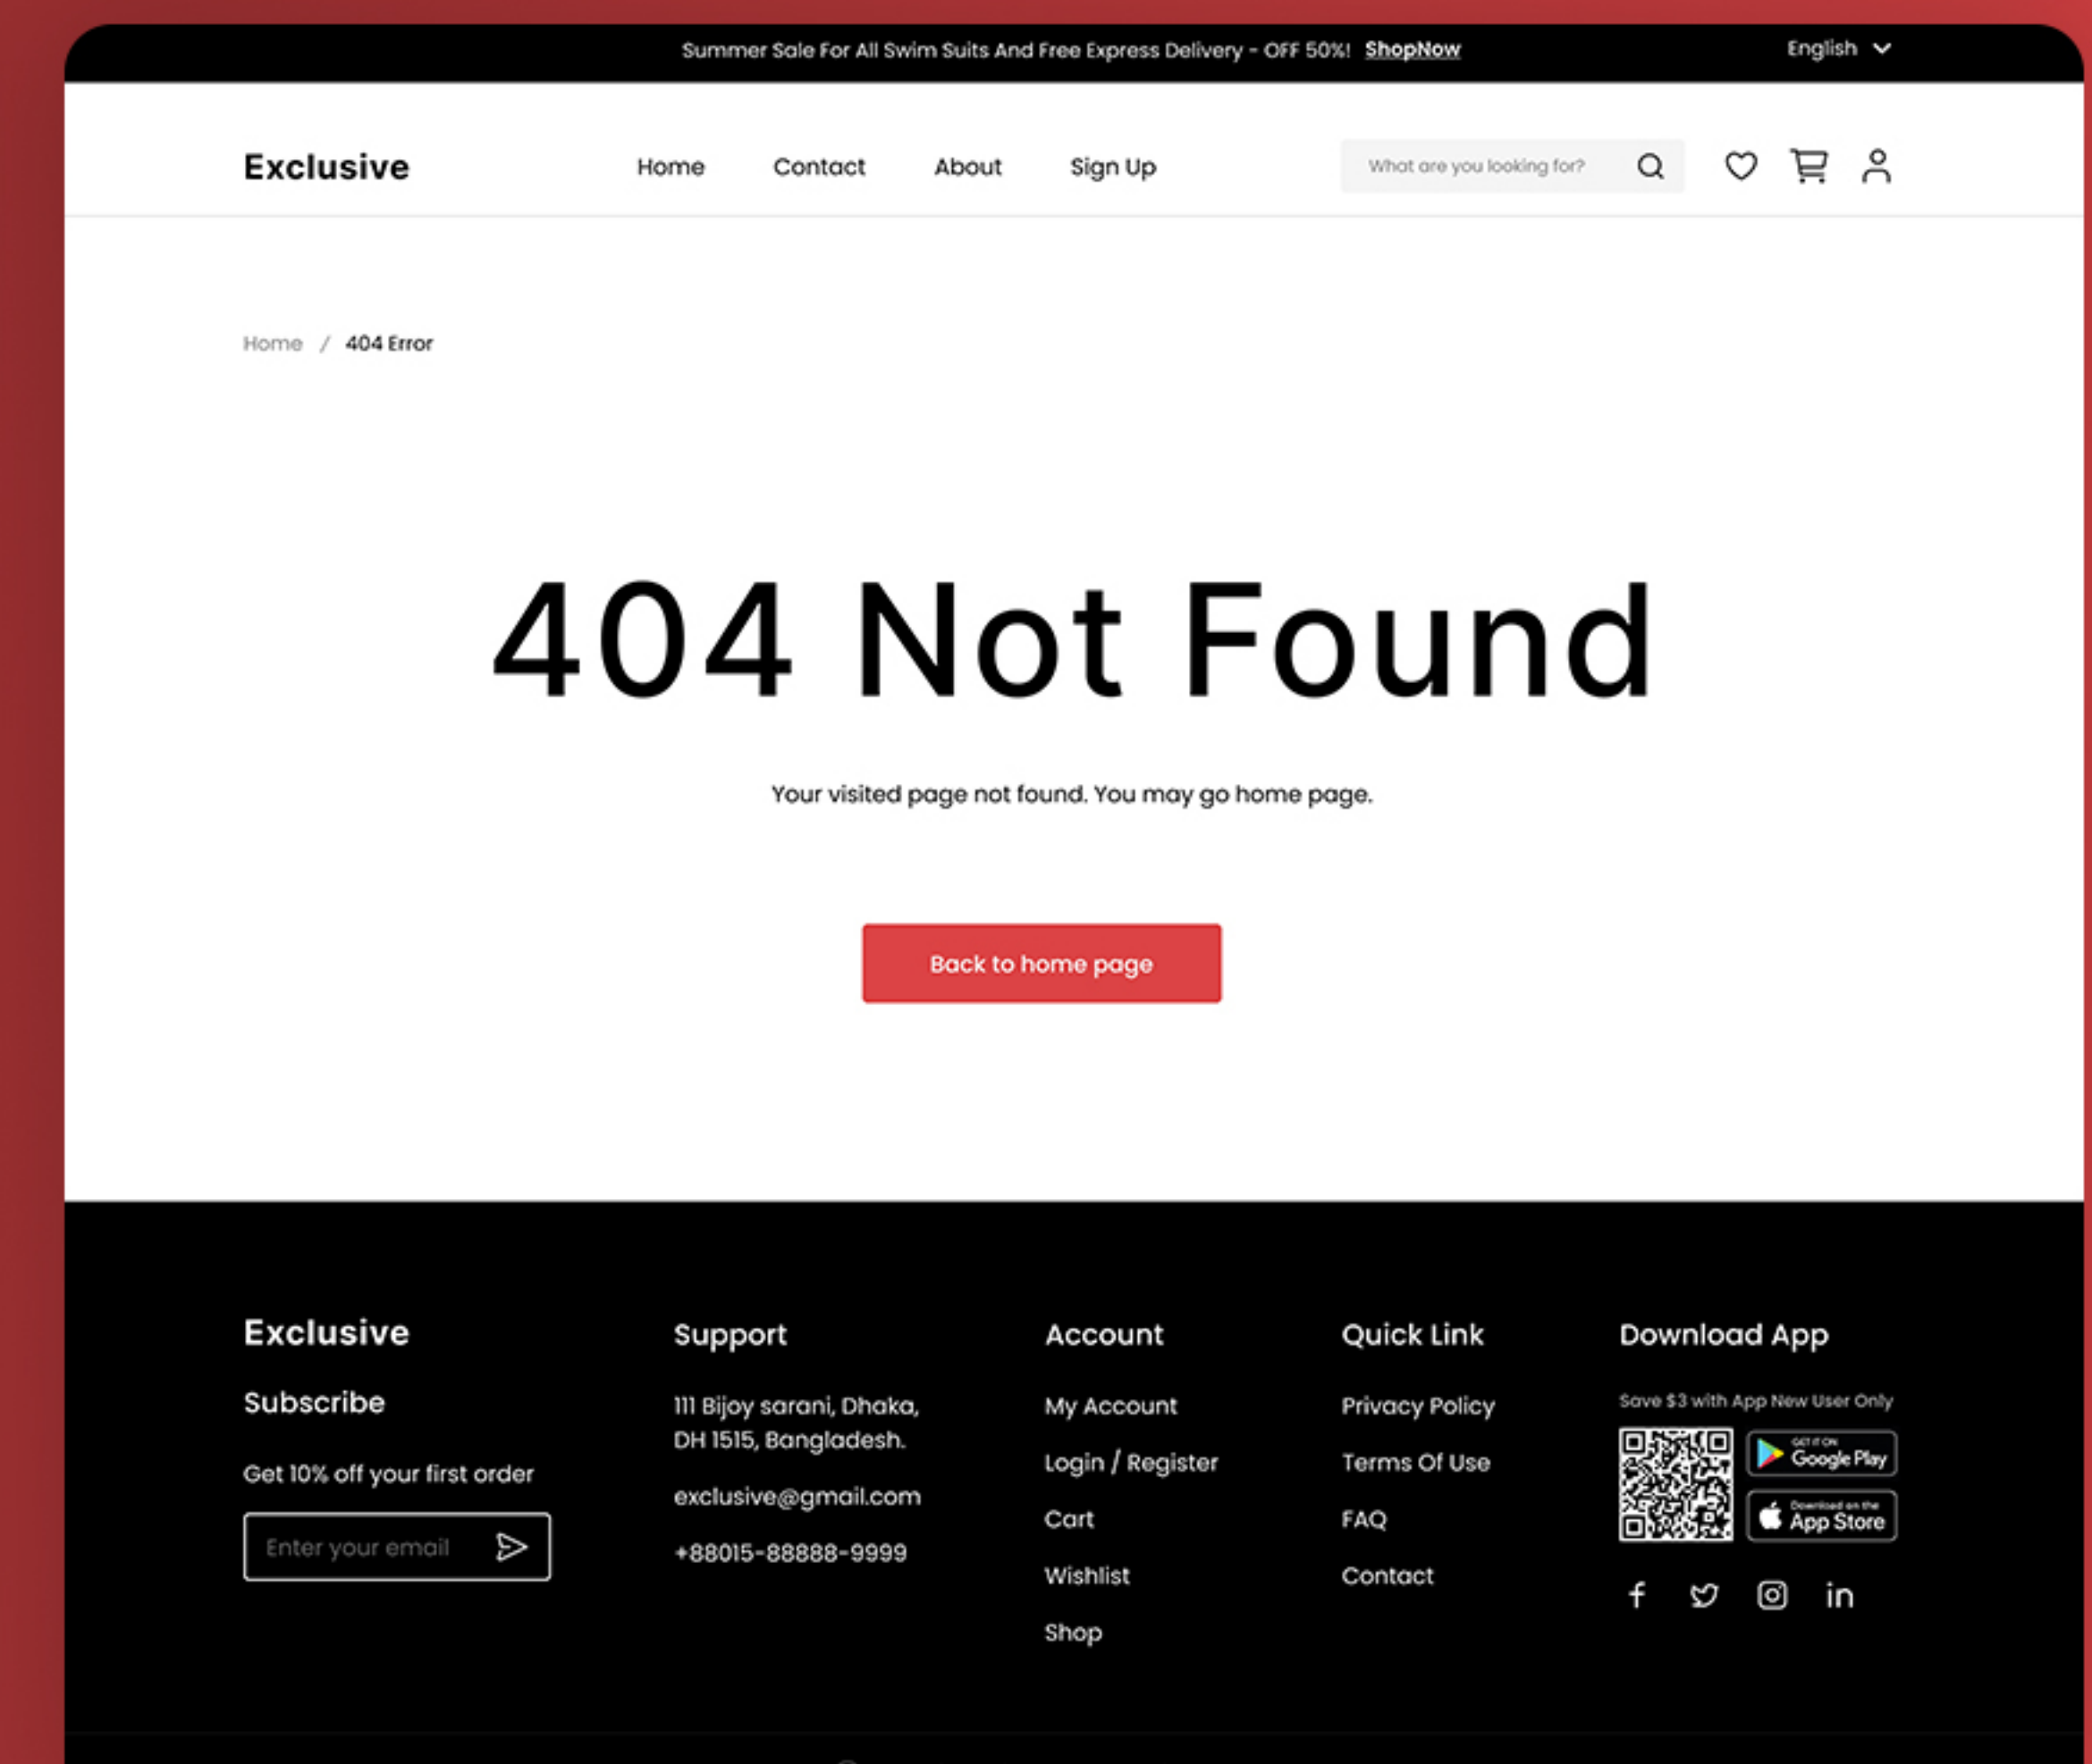 Summer Sale For All Swim Suits And Free Express Delivery - OFF 50%! ShopNow
English
Exclusive
Home
Contact
About
Sign Up
What are you looking for?
Home / 404 Error
404 Not Found
Your visited page not found. You may go home page.
Back to home page
Exclusive
Subscribe
Get 10% off your first order
Enter your email
Support
111 Bijoy sarani, Dhaka,
DH 1515, Bangladesh.
exclusive@gmail.com
+88015-88888-9999
Account
My Account
Login / Register
Cart
Wishlist
Shop
Quick Link
Privacy Policy
Terms Of Use
FAQ
Contact
Download App
Save $3 with App New User Only
GET IT ON
Google Play
Download on the
App Store
f
in